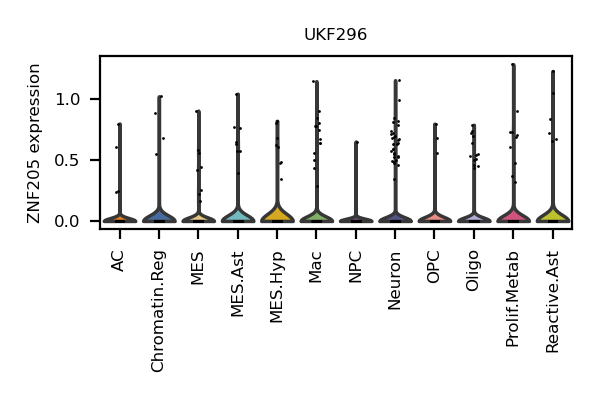 UKF296
ZNF205 expression
1.0
0.5
0.0
AC
Chromatin.Reg
MES
MES.Ast
MES.Hyp
Mac
NPC
Neuron
OPC
Oligo
Prolif.Metab
Reactive.Ast